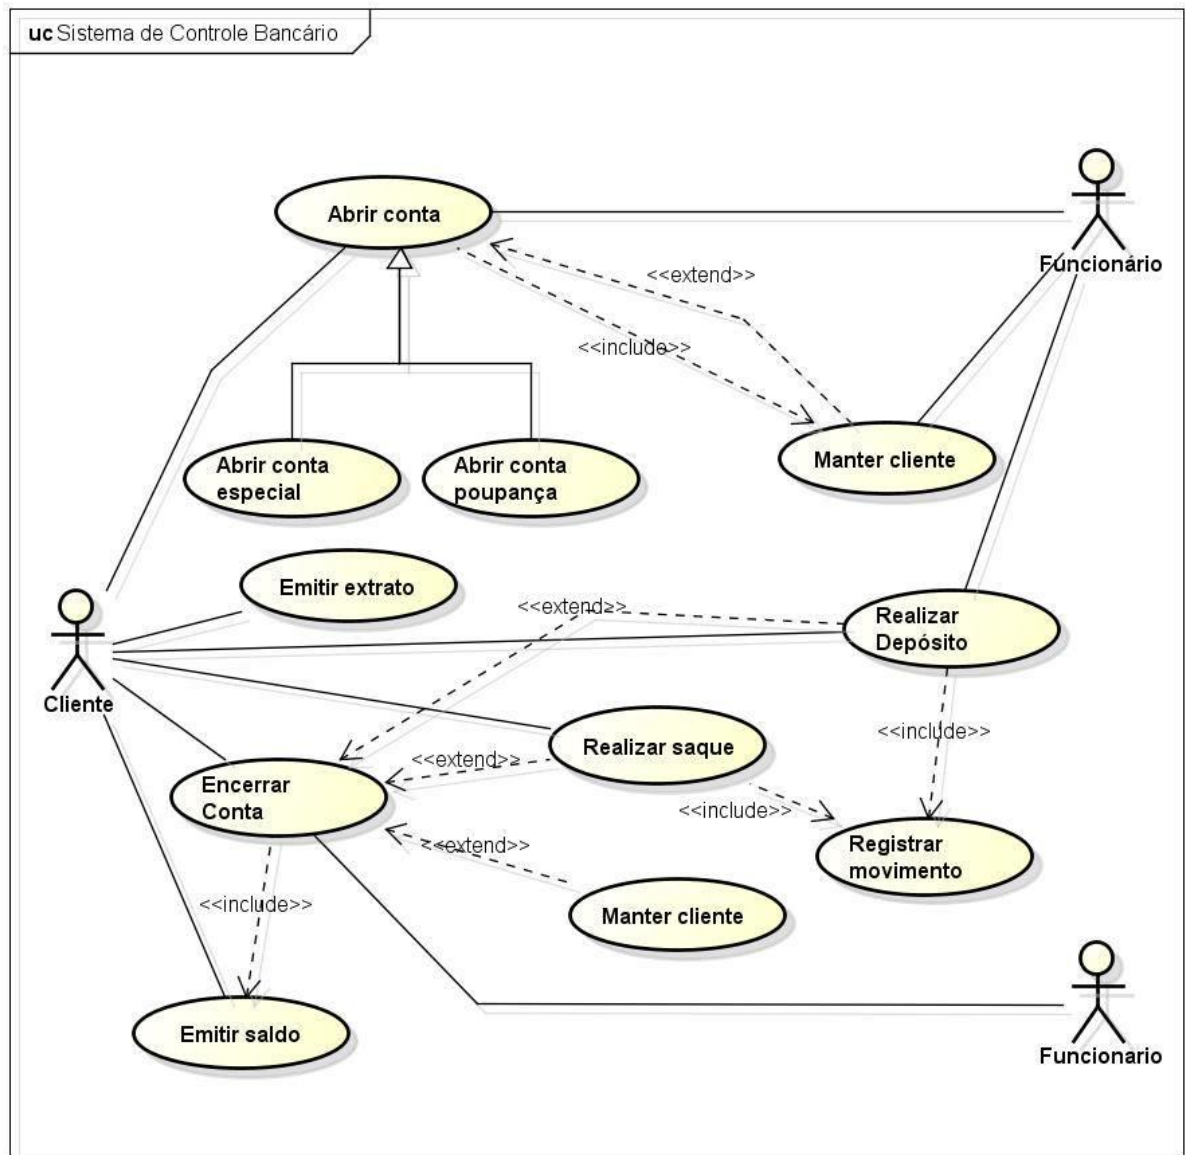 uc Sistema de Controle Bancário
Abrir conta
Funcionário
<<extend>>
<<include>>
Abrir conta
especial
Abrir conta
poupança
Manter cliente
Emitir extrato
<<extend>>
Realizar
Depósito
Cliente
<<include>>
Realizar saque
<<extend>>
Encerrar
Conta
<<include>>
<<extend>>
Registrar
movimento
<<include>>
Manter cliente
Emitir saldo
Funcionario